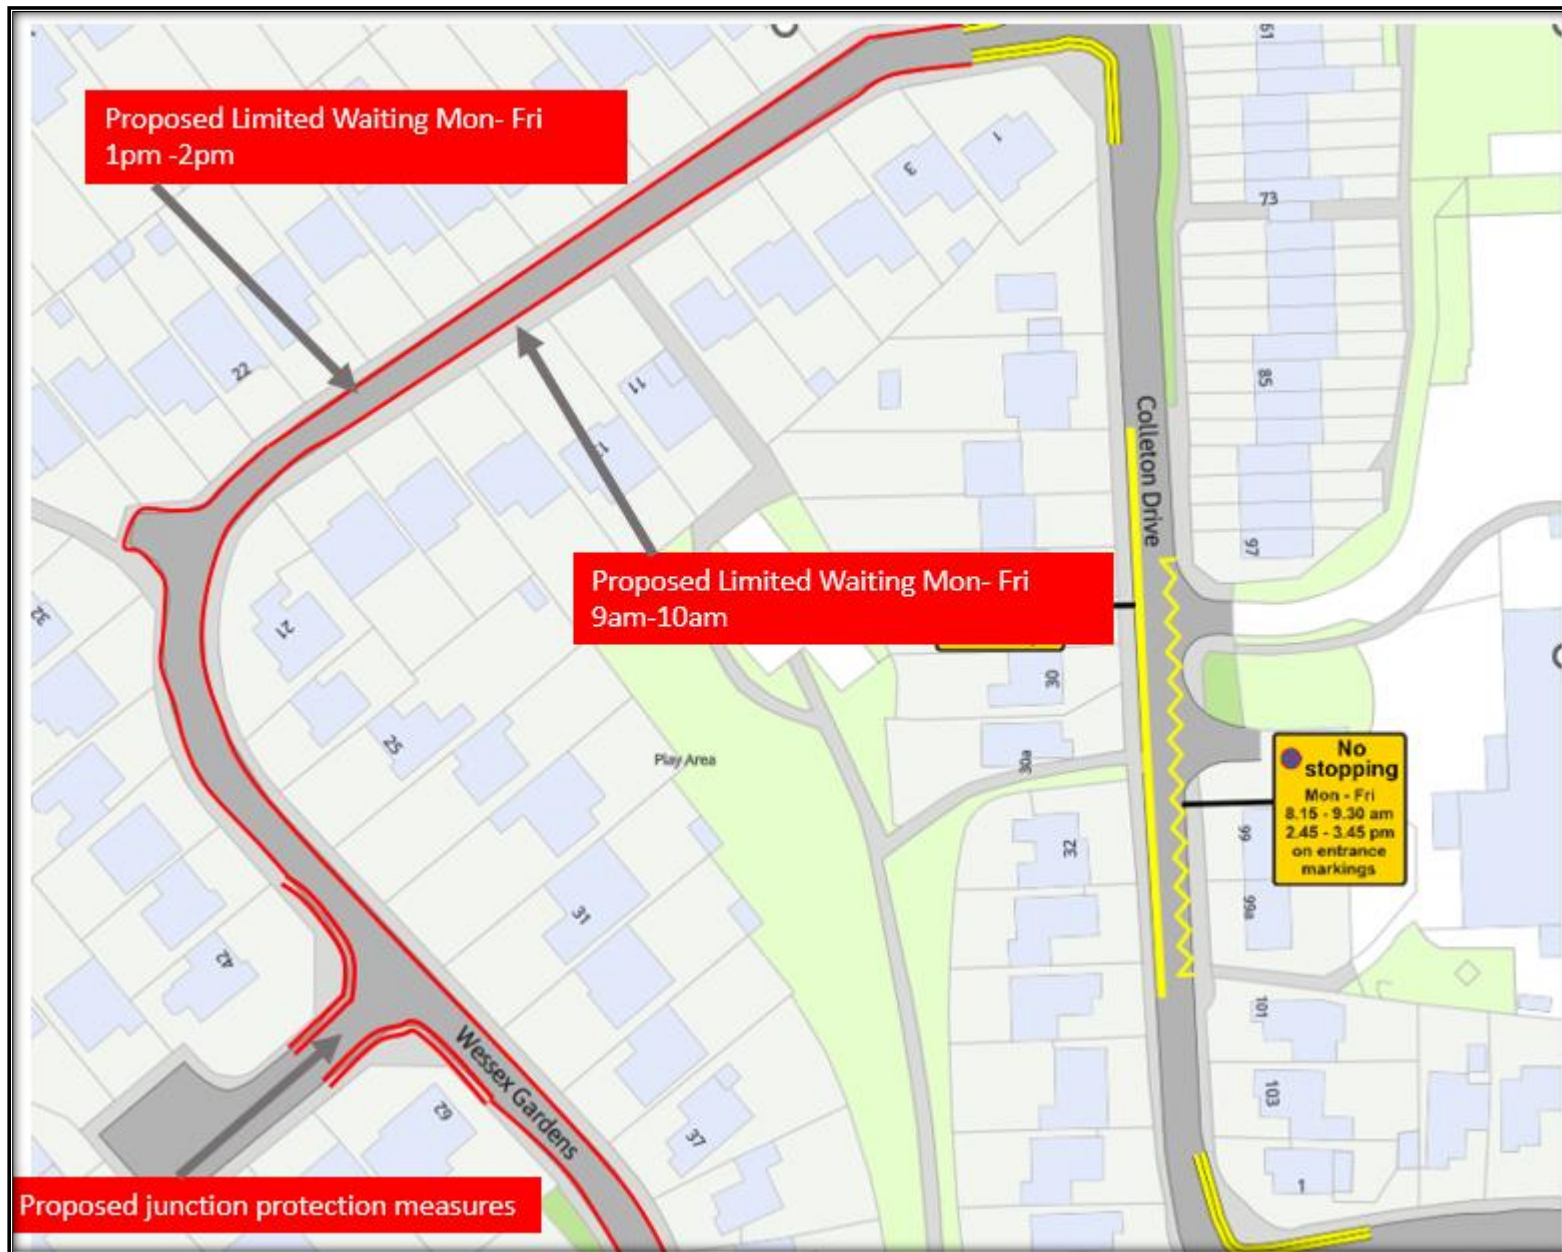 61
Proposed Limited Waiting Mon- Fri
1pm -2pm
1
3
73
22
11
85
Colleton Drive
97
Proposed Limited Waiting Mon- Fri
9am-10am
32
21
30
25
Play Area
30a
No
stopping
Mon - Fri
8.15 - 9.30 am
2.45 - 3.45 pm
on entrance
markings
99
32
99a
31
42
101
Wessex Gardens
62
37
103
1
Proposed junction protection measures